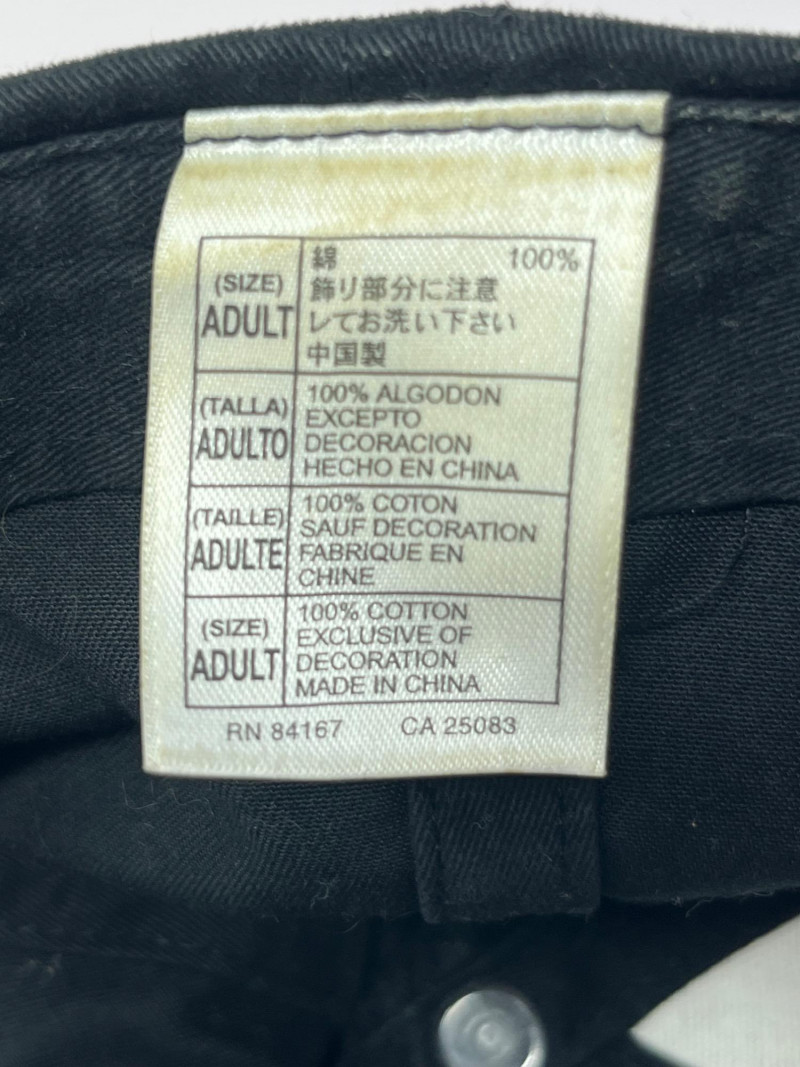 (SIZE)
ADULT
綿 100%
飾り部分に注意
レてお洗い下さい
中国製
(TALLA)
ADULTO
100% ALGODON
EXCEPTO
DECORACION
HECHO EN CHINA
(TAILLE)
ADULTE
100% COTON
SAUF DECORATION
FABRIQUE EN
CHINE
(SIZE)
ADULT
100% COTTON
EXCLUSIVE OF
DECORATION
MADE IN CHINA
RN 84167 CA 25083